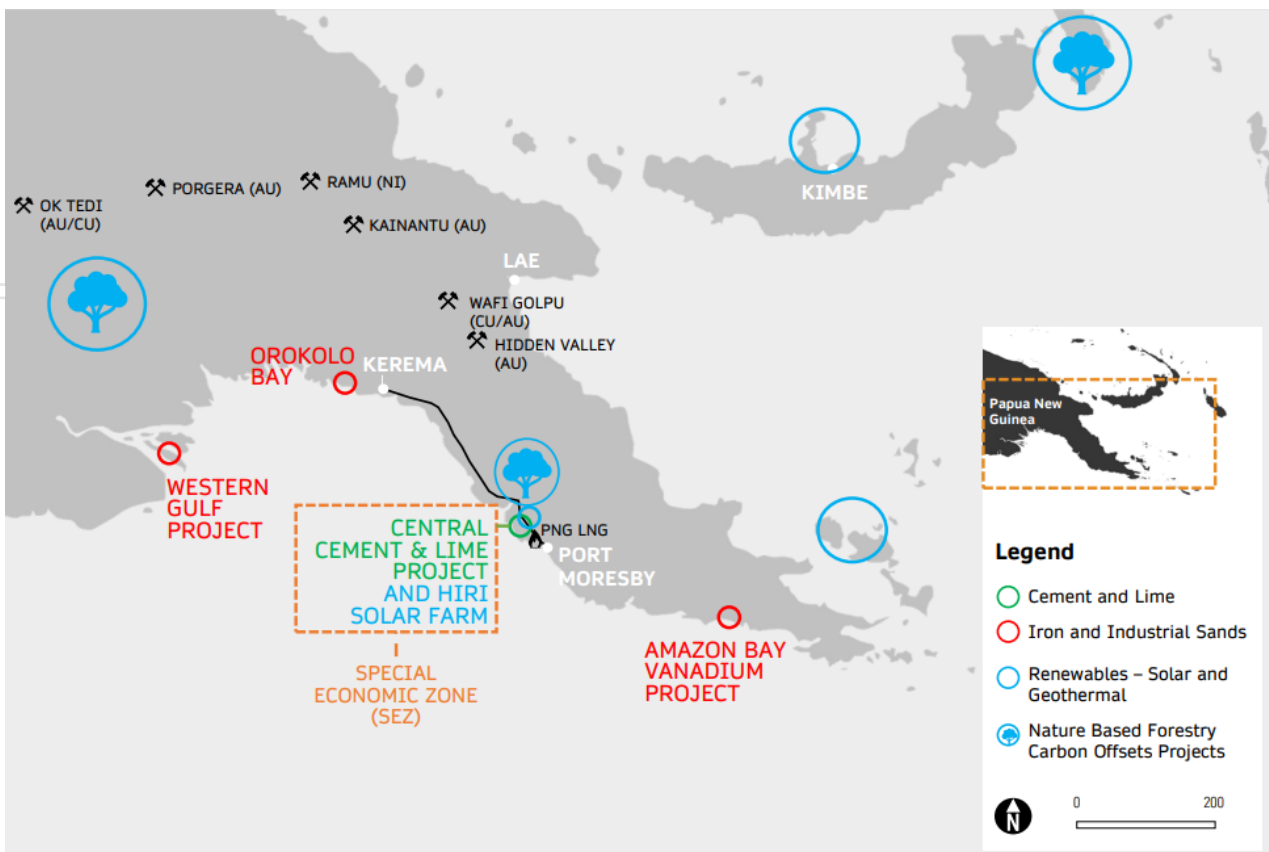 KIMBE
PORGERA (AU)
RAMU (NI)
OK TEDI
(AU/CU)
KAINANTU (AU)
LAE
WAFI GOLPU
(CU/AU)
HIDDEN VALLEY
(AU)
OROKOLO
BAY
KEREMA
WESTERN
GULF
PROJECT
CENTRAL
CEMENT & LIME
PROJECT
AND HIRI
SOLAR FARM
PNG LNG
PORT
MORESBY
SPECIAL
ECONOMIC ZONE
(SEZ)
AMAZON BAY
VANADIUM
PROJECT
Papua New
Guinea
Legend
Cement and Lime
Iron and Industrial Sands
Renewables – Solar and
Geothermal
Nature Based Forestry
Carbon Offsets Projects
N
0
200